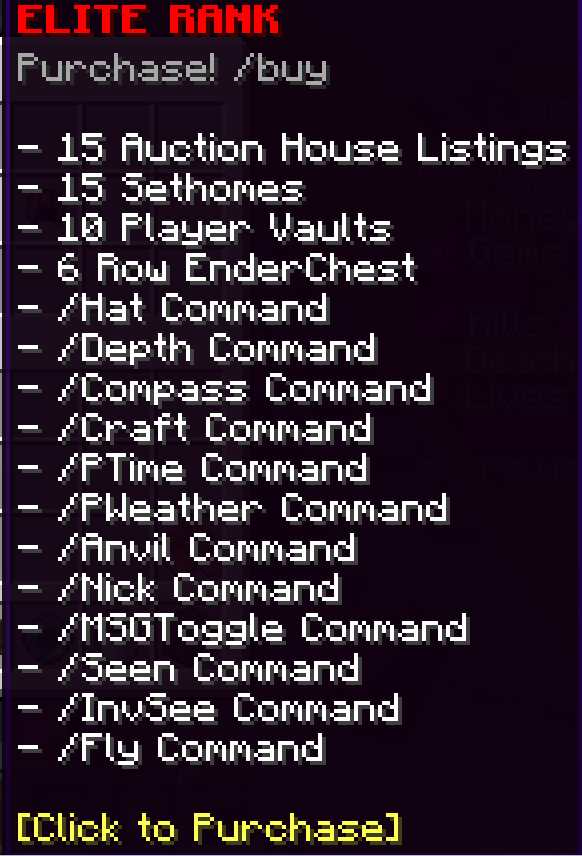 ELITE RANK
Purchase! /buy
- 15 Auction House Listings
- 15 Sethomes
- 10 Player Vaults
- 6 Row EnderChest
- /Hat Command
- /Depth Command
- /Compass Command
- /Craft Command
- /PTime Command
- /PWeather Command
- /Anvil Command
- /Nick Command
- /MSGToggle Command
- /Seen Command
- /InvSee Command
- /Fly Command
[Click to Purchase]